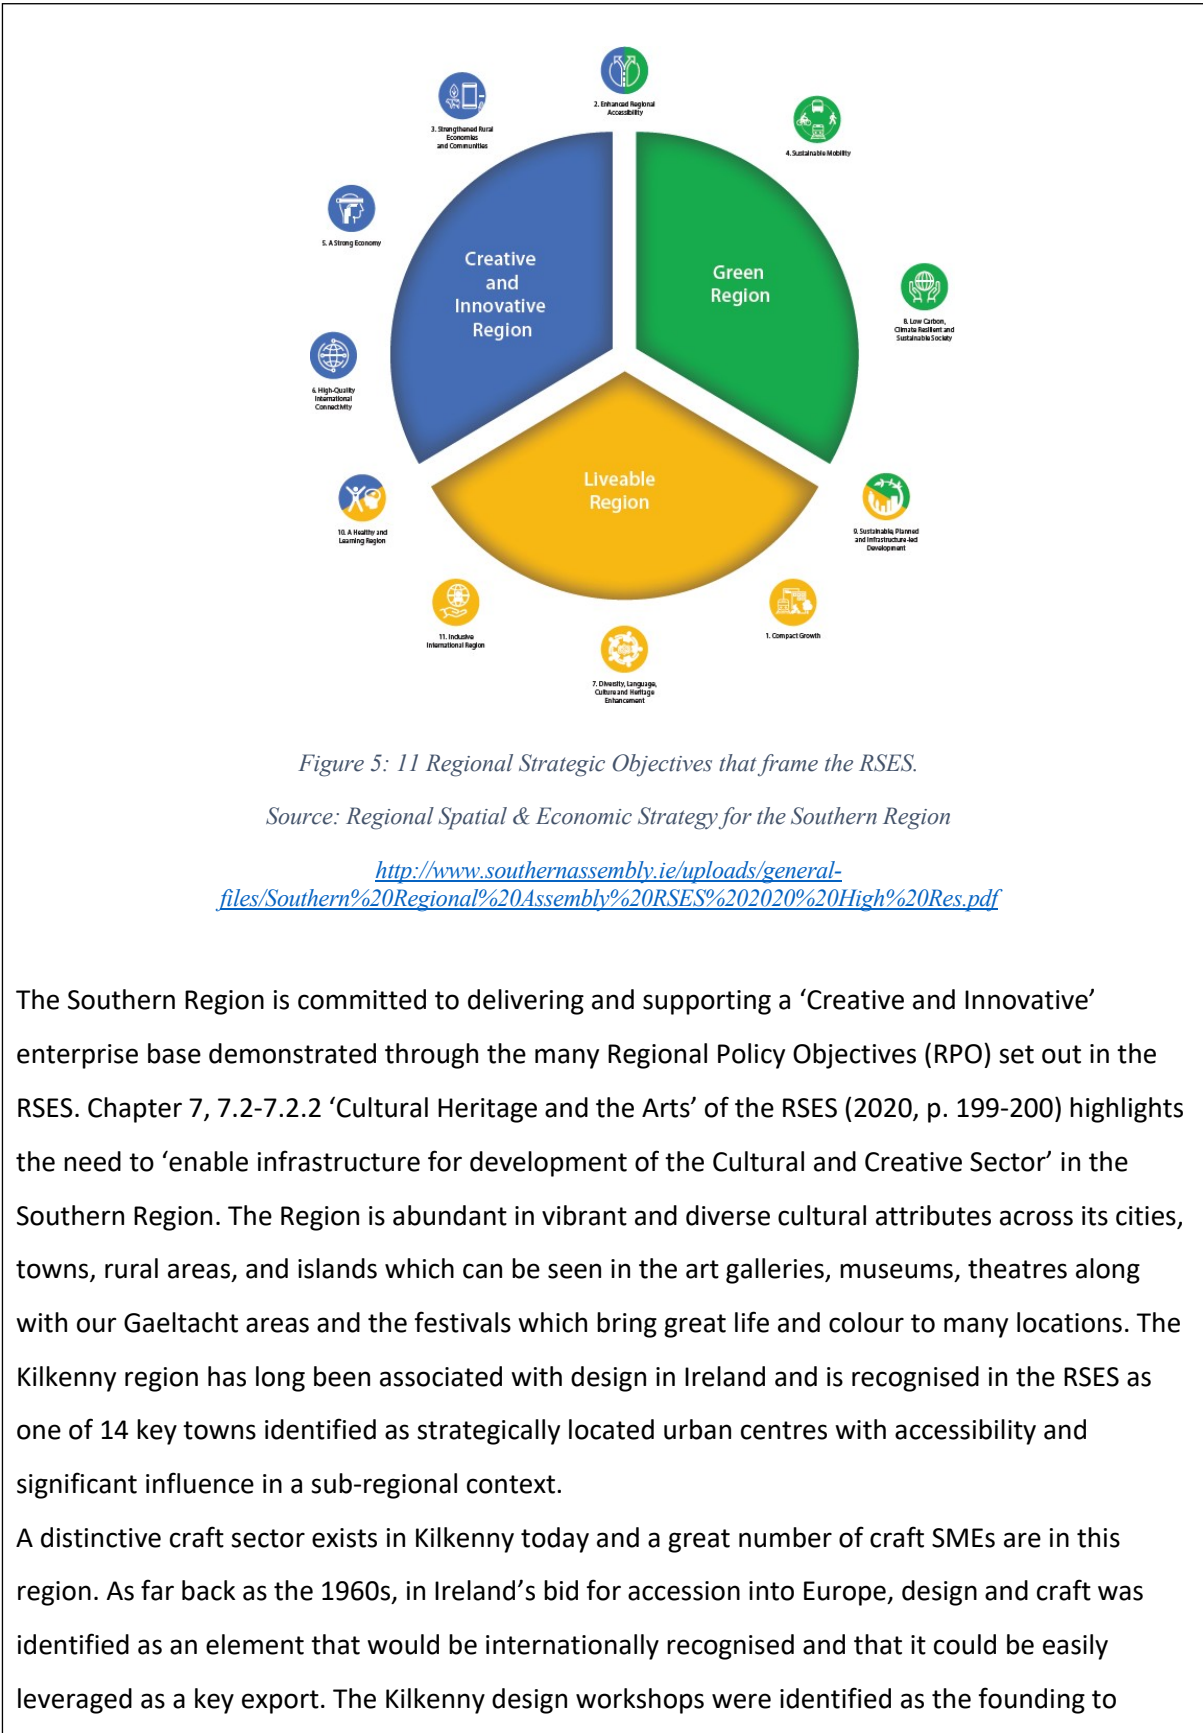 2. Enhanced Regional
Accessibility
3. Strengthened Rural
Economies
and Communities
4. Sustainable Mobility
5. A Strong Economy
Creative
and
Innovative
Region
Green
Region
8. Low Carbon,
Climate Resilient and
Sustainable Society
6. High-Quality
International
Connectivity
Liveable
Region
10. A Healthy and
Learning Region
9. Sustainable, Planned
and Infrastructure-led
Development
11. Inclusive
International Region
1. Compact Growth
7. Diversity, Language,
Culture and Heritage
Enhancement
Figure 5: 11 Regional Strategic Objectives that frame the RSES.
Source: Regional Spatial & Economic Strategy for the Southern Region
http://www.southernassembly.ie/uploads/general-
files/Southern%20Regional%20Assembly%20RSES%202020%20High%20Res.pdf
The Southern Region is committed to delivering and supporting a ‘Creative and Innovative’
enterprise base demonstrated through the many Regional Policy Objectives (RPO) set out in the
RSES. Chapter 7, 7.2-7.2.2 ‘Cultural Heritage and the Arts’ of the RSES (2020, p. 199-200) highlights
the need to ‘enable infrastructure for development of the Cultural and Creative Sector’ in the
Southern Region. The Region is abundant in vibrant and diverse cultural attributes across its cities,
towns, rural areas, and islands which can be seen in the art galleries, museums, theatres along
with our Gaeltacht areas and the festivals which bring great life and colour to many locations. The
Kilkenny region has long been associated with design in Ireland and is recognised in the RSES as
one of 14 key towns identified as strategically located urban centres with accessibility and
significant influence in a sub-regional context.
A distinctive craft sector exists in Kilkenny today and a great number of craft SMEs are in this
region. As far back as the 1960s, in Ireland’s bid for accession into Europe, design and craft was
identified as an element that would be internationally recognised and that it could be easily
leveraged as a key export. The Kilkenny design workshops were identified as the founding to